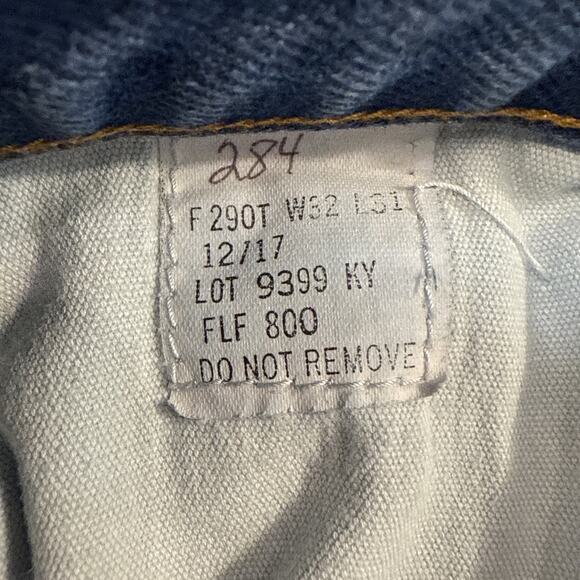 284
F 290T W32 L31
12/17
LOT 9399 KY
FLF 800
DO NOT REMOVE